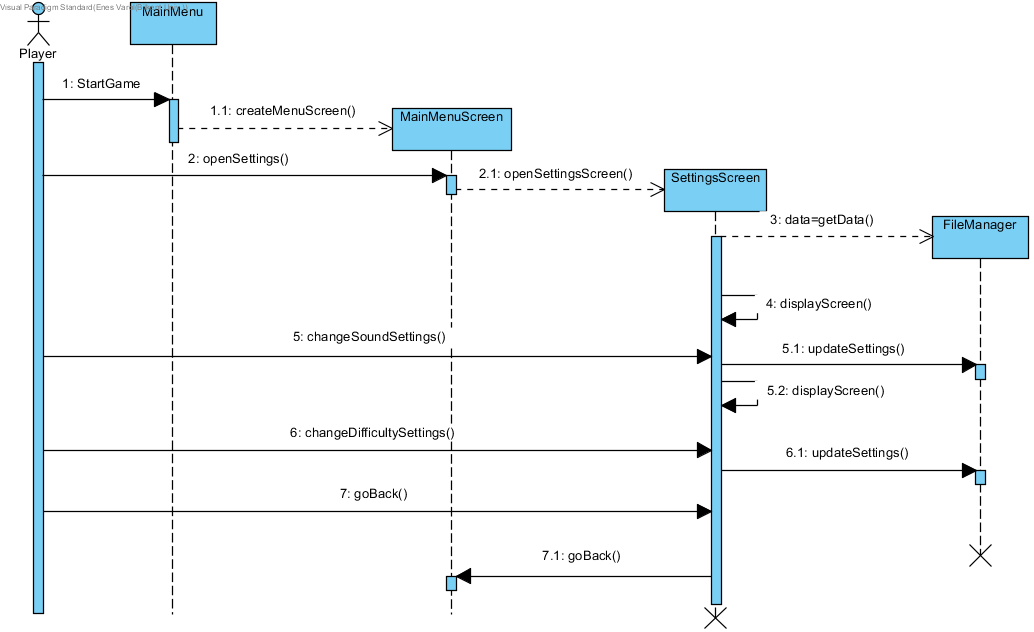 Visual Paradigm Standard(Enes Var
MainMenu
Player
1: StartGame
1.1: createMenuScreen()
MainMenuScreen
2: openSettings()
2.1: openSettingsScreen()
SettingsScreen
3: data=getData()
FileManager
4: displayScreen()
5: changeSoundSettings()
5.1: updateSettings()
5.2: displayScreen()
6: changeDifficultySettings()
6.1: updateSettings()
7: goBack()
7.1: goBack()